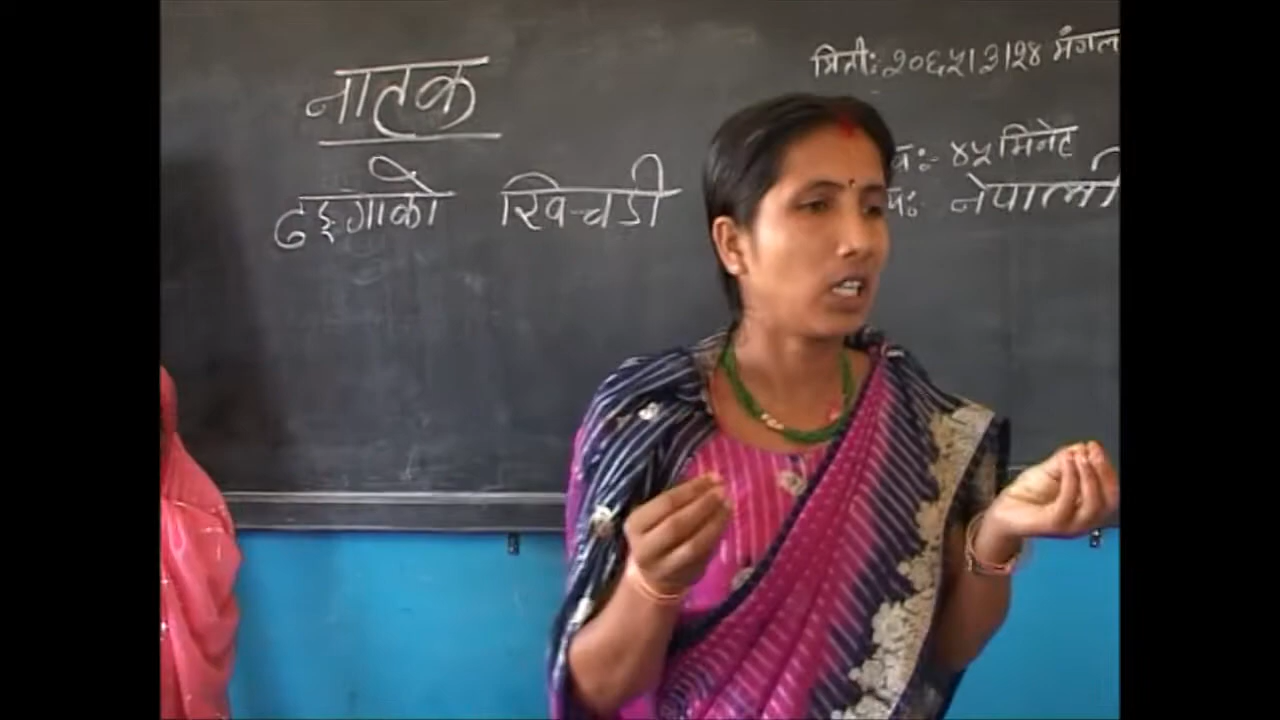 नाटक
ढुङ्गाको खिचडी
मिती: २०६५।३।२४ मंगल
४५ मिनेट
नेपाली